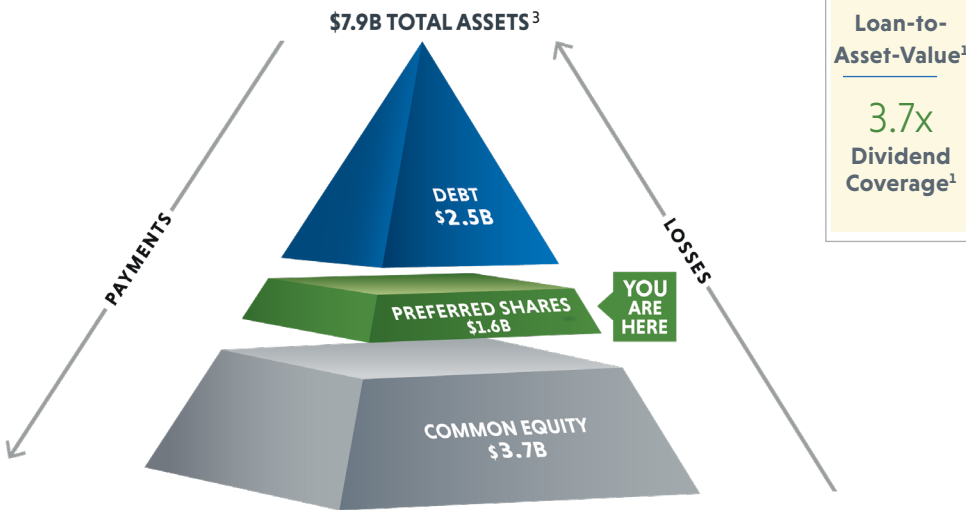 $7.9B TOTAL ASSETS3
PAYMENTS
DEBT
$2.5B
PREFERRED SHARES
$1.6B
YOU
ARE
HERE
COMMON EQUITY
$3.7B
LOSSES
Loan-to-
Asset-Value1
3.7x
Dividend
Coverage1